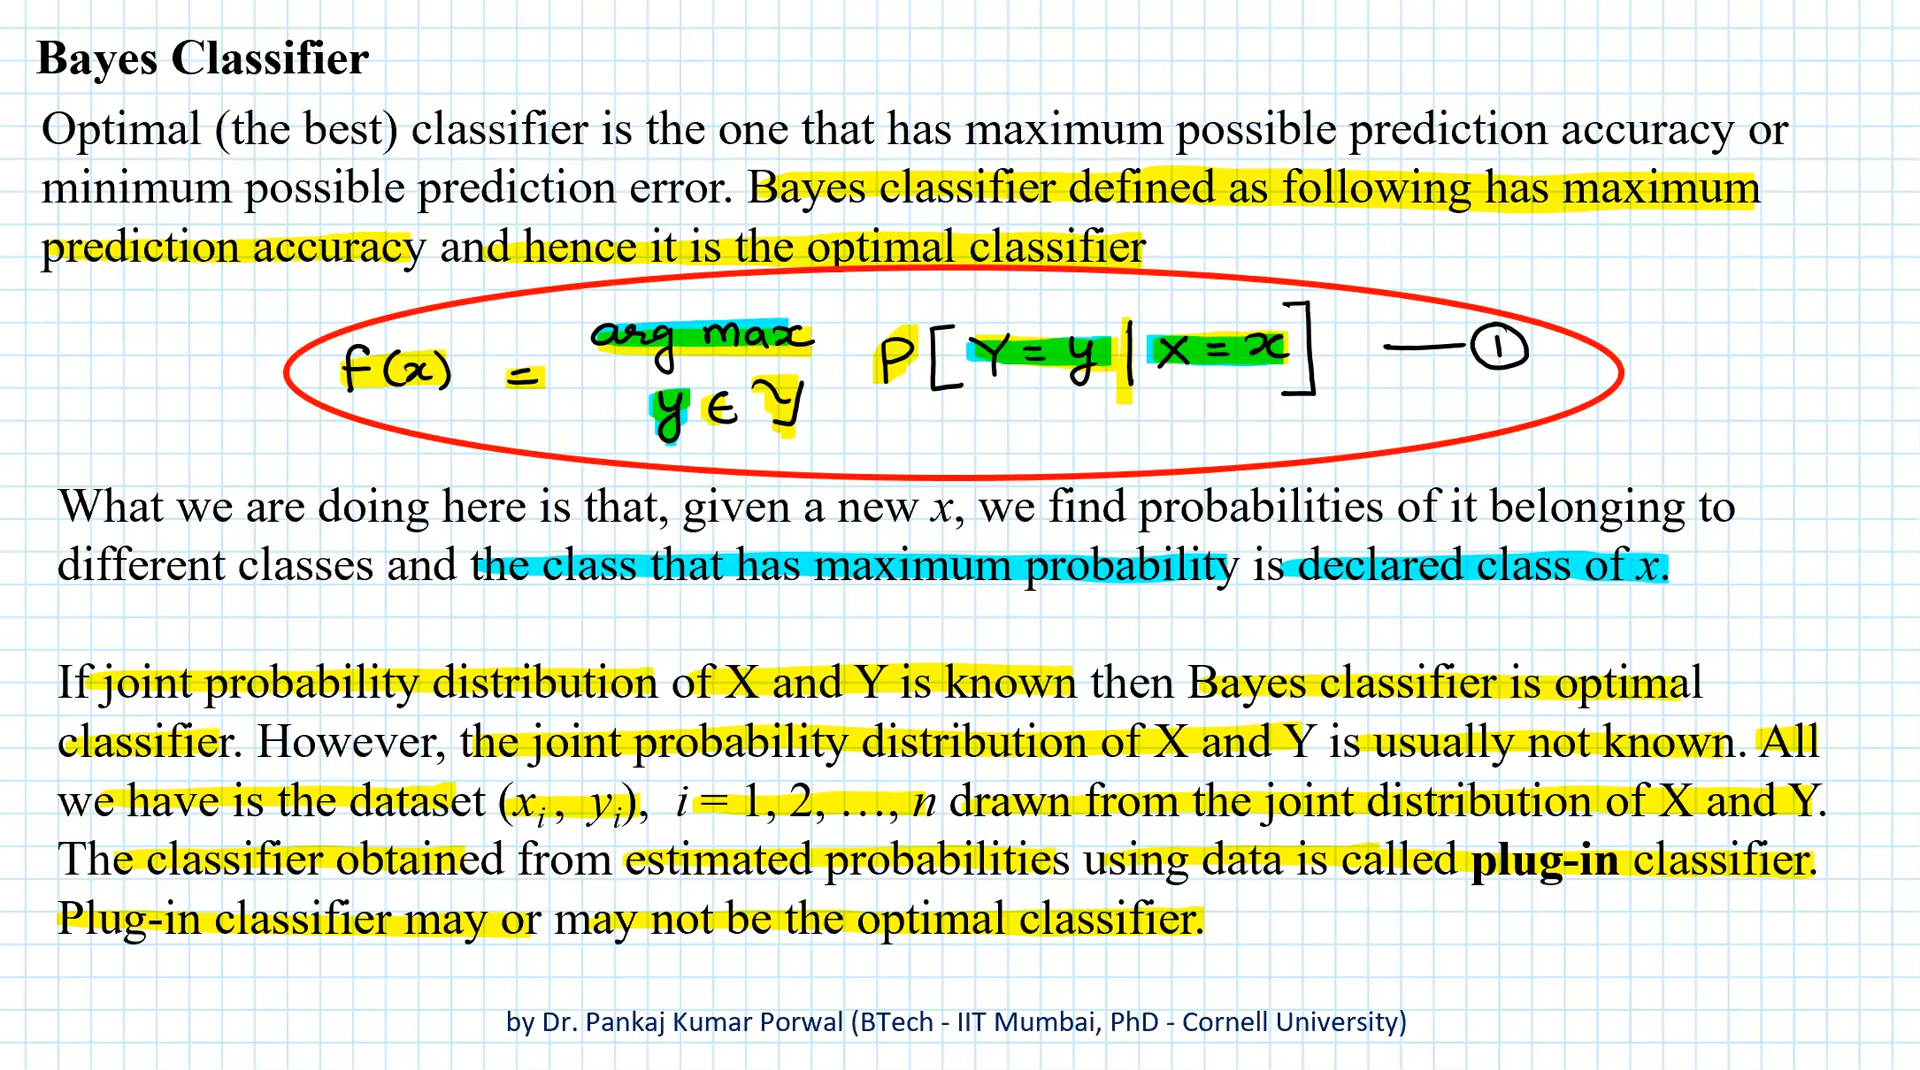 Bayes Classifier
Optimal (the best) classifier is the one that has maximum possible prediction accuracy or
minimum possible prediction error. Bayes classifier defined as following has maximum
prediction accuracy and hence it is the optimal classifier
f(x) = arg max P[Y = y | X = x] — ①
y ∈ 𝒴
What we are doing here is that, given a new x, we find probabilities of it belonging to
different classes and the class that has maximum probability is declared class of x.
If joint probability distribution of X and Y is known then Bayes classifier is optimal
classifier. However, the joint probability distribution of X and Y is usually not known. All
we have is the dataset (xᵢ, yᵢ), i = 1, 2, …, n drawn from the joint distribution of X and Y.
The classifier obtained from estimated probabilities using data is called plug-in classifier.
Plug-in classifier may or may not be the optimal classifier.
by Dr. Pankaj Kumar Porwal (BTech - IIT Mumbai, PhD - Cornell University)